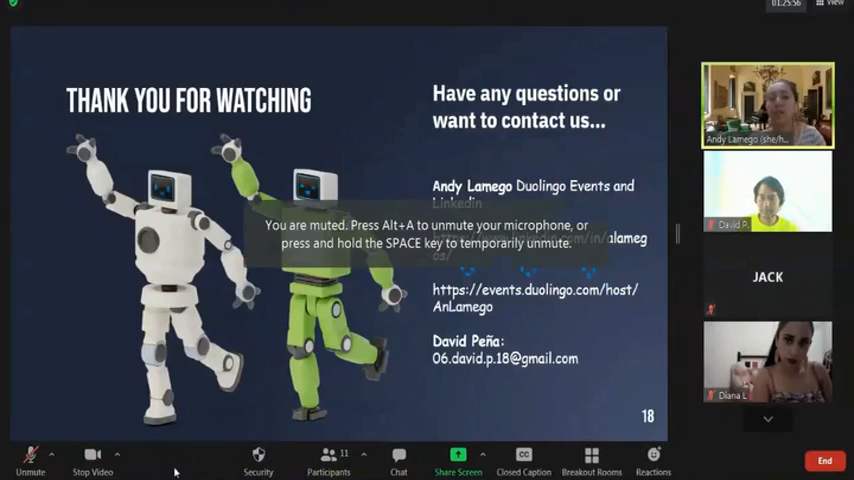 01:25:56
View
THANK YOU FOR WATCHING
Have any questions or
want to contact us...
Andy Lamego Duolingo Events and
Linkedin
You are muted. Press Alt+A to unmute your microphone, or
press and hold the SPACE key to temporarily unmute.
alameg
os/
https://events.duolingo.com/host/
AnLamego
David Peña:
06.david.p.18@gmail.com
18
Andy Lamego (she/h...
David P.
JACK
Diana L
Unmute
Stop Video
Security
11
Participants
Chat
Share Screen
CC
Closed Caption
Breakout Rooms
Reactions
End